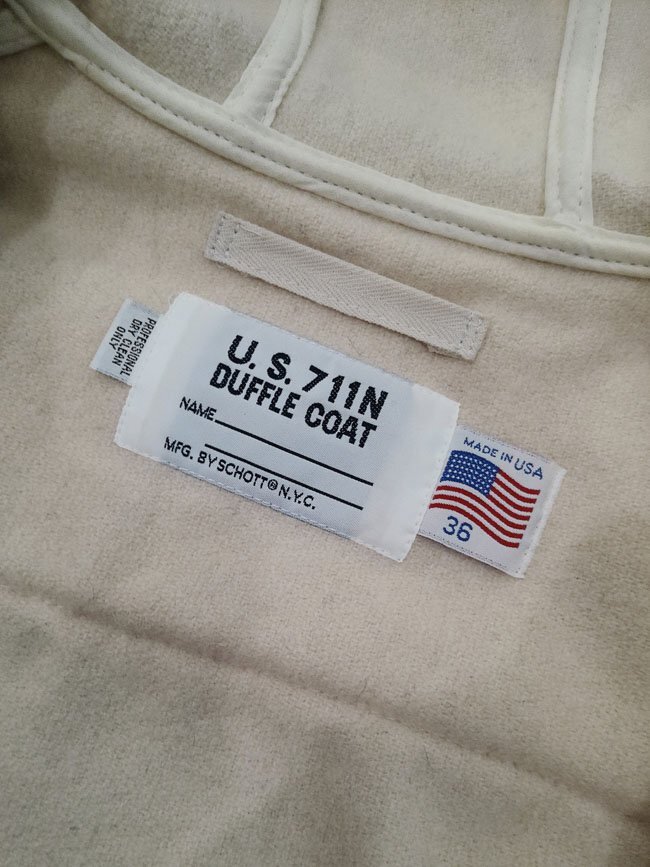 PROFESSIONAL
DRY CLEAN
ONLY
U. S. 711N
DUFFLE COAT
NAME
MFG. BY SCHOTT® N.Y.C.
MADE IN USA
36